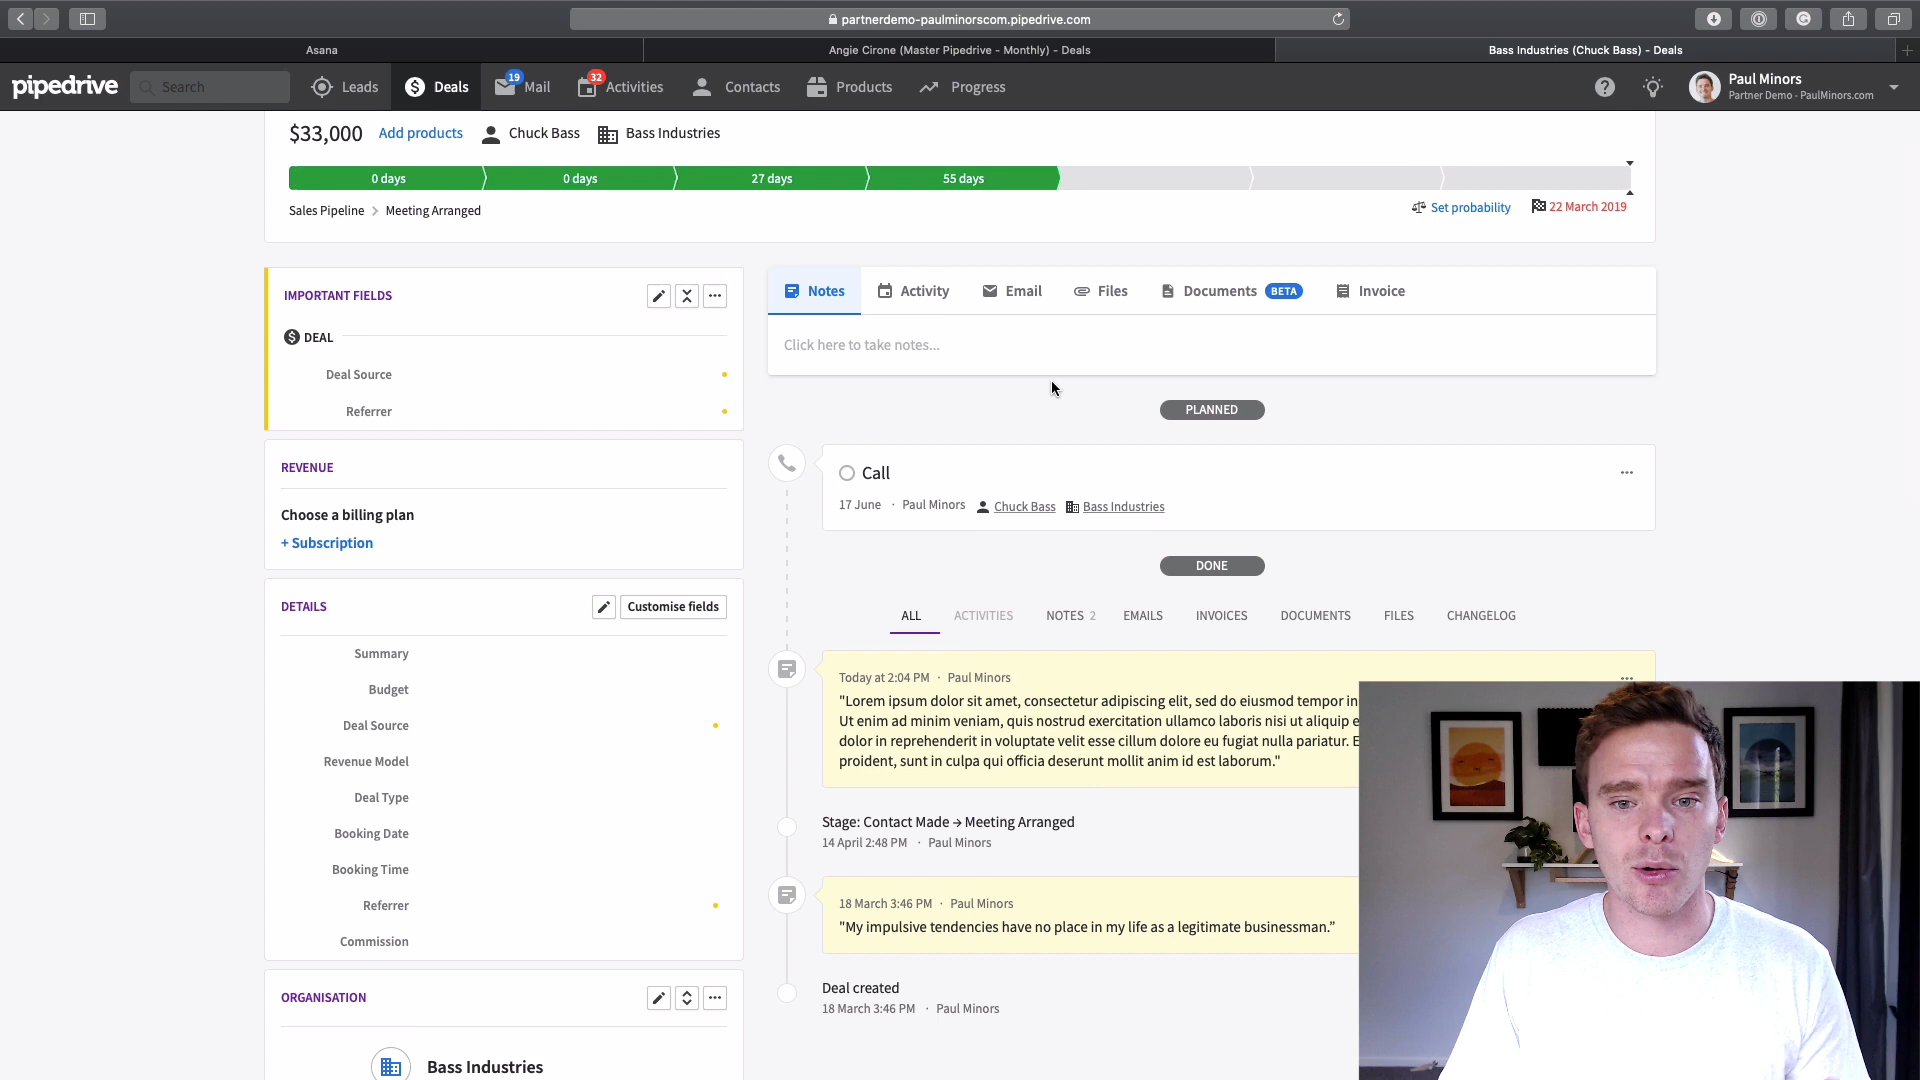 partnerdemo-paulminorscom.pipedrive.com
Asana
Angie Cirone (Master Pipedrive - Monthly) - Deals
Bass Industries (Chuck Bass) - Deals
pipedrive
Search
Leads
Deals
19
Mail
32
Activities
Contacts
Products
Progress
Paul Minors
Partner Demo - PaulMinors.com
$33,000
Add products
Chuck Bass
Bass Industries
0 days
0 days
27 days
55 days
Sales Pipeline > Meeting Arranged
Set probability
22 March 2019
IMPORTANT FIELDS
DEAL
Deal Source
Referrer
REVENUE
Choose a billing plan
+ Subscription
DETAILS
Customise fields
Summary
Budget
Deal Source
Revenue Model
Deal Type
Booking Date
Booking Time
Referrer
Commission
ORGANISATION
Bass Industries
Notes
Activity
Email
Files
Documents BETA
Invoice
Click here to take notes...
PLANNED
Call
17 June · Paul Minors Chuck Bass Bass Industries
DONE
ALL
ACTIVITIES
NOTES 2
EMAILS
INVOICES
DOCUMENTS
FILES
CHANGELOG
Today at 2:04 PM · Paul Minors
"Lorem ipsum dolor sit amet, consectetur adipiscing elit, sed do eiusmod tempor in
Ut enim ad minim veniam, quis nostrud exercitation ullamco laboris nisi ut aliquip e
dolor in reprehenderit in voluptate velit esse cillum dolore eu fugiat nulla pariatur. E
proident, sunt in culpa qui officia deserunt mollit anim id est laborum."
Stage: Contact Made → Meeting Arranged
14 April 2:48 PM · Paul Minors
18 March 3:46 PM · Paul Minors
"My impulsive tendencies have no place in my life as a legitimate businessman.”
Deal created
18 March 3:46 PM · Paul Minors